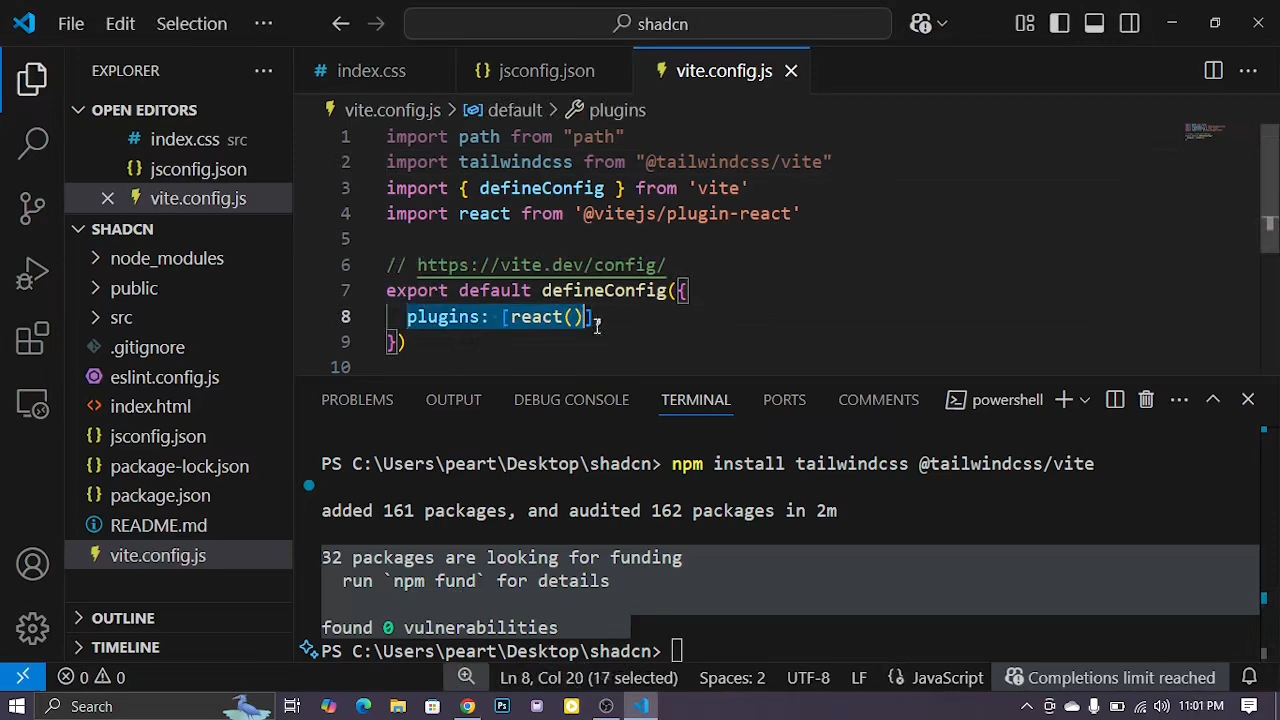 File Edit Selection ··· shadcn
EXPLORER ···
OPEN EDITORS
index.css src
jsconfig.json
vite.config.js
SHADCN
node_modules
public
src
.gitignore
eslint.config.js
index.html
jsconfig.json
package-lock.json
package.json
README.md
vite.config.js
OUTLINE
TIMELINE
index.css jsconfig.json vite.config.js
vite.config.js > default > plugins
1 import path from "path"
2 import tailwindcss from "@tailwindcss/vite"
3 import { defineConfig } from 'vite'
4 import react from '@vitejs/plugin-react'
5
6 // https://vite.dev/config/
7 export default defineConfig({
8 plugins: [react()],
9 })
10
PROBLEMS OUTPUT DEBUG CONSOLE TERMINAL PORTS COMMENTS powershell
PS C:\Users\peart\Desktop\shadcn> npm install tailwindcss @tailwindcss/vite
added 161 packages, and audited 162 packages in 2m
32 packages are looking for funding
run `npm fund` for details
found 0 vulnerabilities
PS C:\Users\peart\Desktop\shadcn>
0 0 Ln 8, Col 20 (17 selected) Spaces: 2 UTF-8 LF JavaScript Completions limit reached
Search 11:01 PM